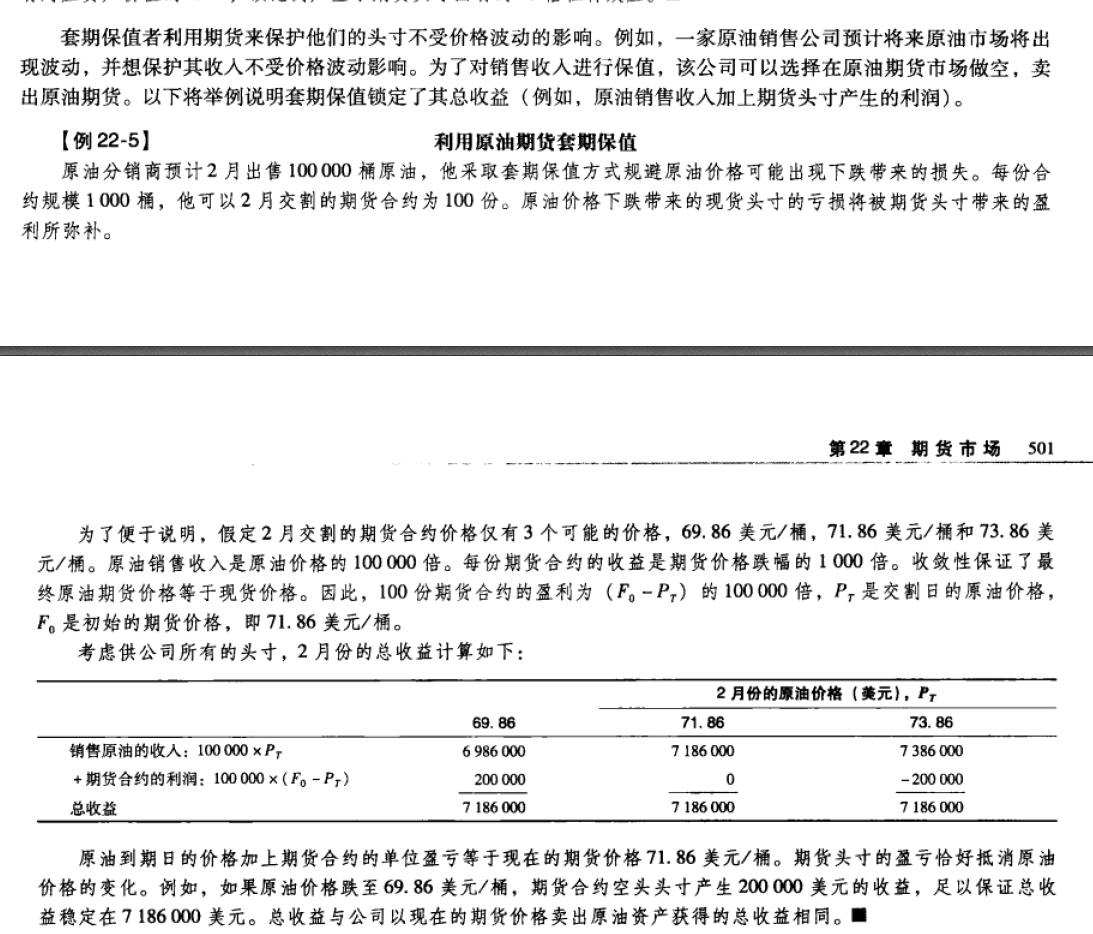 套期保值者利用期货来保护他们的头寸不受价格波动的影响。例如，一家原油销售公司预计将来原油市场将出
现波动，并想保护其收入不受价格波动影响。为了对销售收入进行保值，该公司可以选择在原油期货市场做空，卖
出原油期货。以下将举例说明套期保值锁定了其总收益（例如，原油销售收入加上期货头寸产生的利润）。
【例 22-5】 利用原油期货套期保值
原油分销商预计2 月出售 100 000 桶原油，他采取套期保值方式规避原油价格可能出现下跌带来的损失。每份合
约规模 1 000 桶，他可以 2 月交割的期货合约为 100 份。原油价格下跌带来的现货头寸的亏损将被期货头寸带来的盈
利所弥补。
第 22 章 期货市场 501
为了便于说明，假定 2 月交割的期货合约价格仅有 3 个可能的价格，69. 86 美元/桶，71. 86 美元/桶和 73. 86 美
元/桶。原油销售收入是原油价格的 100 000 倍。每份期货合约的收益是期货价格跌幅的 1 000 倍。收敛性保证了最
终原油期货价格等于现货价格。因此，100 份期货合约的盈利为（F₀ - P_T）的 100 000 倍，P_T 是交割日的原油价格，
F₀ 是初始的期货价格，即 71. 86 美元/桶。
考虑供公司所有的头寸，2 月份的总收益计算如下：
2 月份的原油价格（美元），P_T
69. 86 71. 86 73. 86
销售原油的收入：100 000 × P_T 6 986 000 7 186 000 7 386 000
+ 期货合约的利润：100 000 × (F₀ - P_T) 200 000 0 -200 000
总收益 7 186 000 7 186 000 7 186 000
原油到期日的价格加上期货合约的单位盈亏等于现在的期货价格 71. 86 美元/桶。期货头寸的盈亏恰好抵消原油
价格的变化。例如，如果原油价格跌至 69. 86 美元/桶，期货合约空头头寸产生 200 000 美元的收益，足以保证总收
益稳定在 7 186 000 美元。总收益与公司以现在的期货价格卖出原油资产获得的总收益相同。■